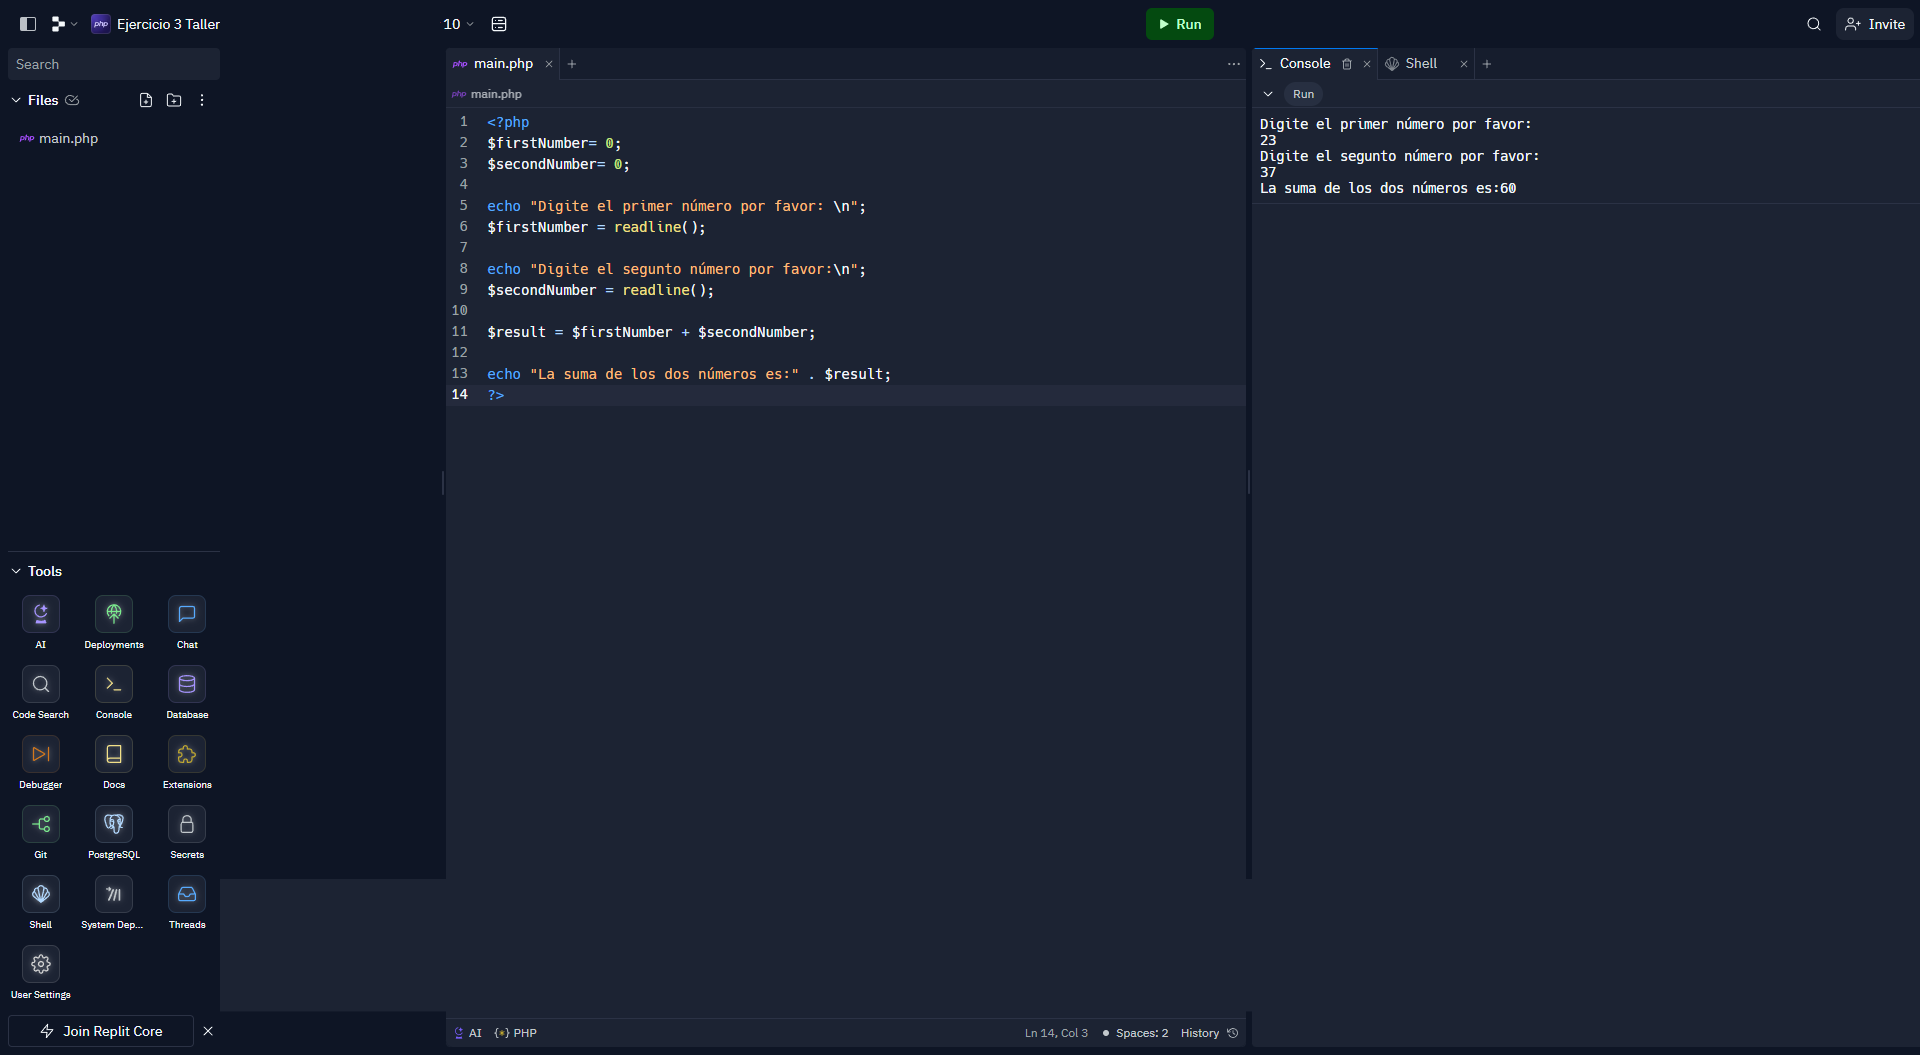 php Ejercicio 3 Taller
10
Run
Invite
Search
Files
php main.php
Tools
AI
Deployments
Chat
Code Search
Console
Database
Debugger
Docs
Extensions
Git
PostgreSQL
Secrets
Shell
System Dep...
Threads
User Settings
Join Replit Core
php main.php
php main.php
1 <?php
2 $firstNumber= 0;
3 $secondNumber= 0;
4
5 echo "Digite el primer número por favor: \n";
6 $firstNumber = readline();
7
8 echo "Digite el segunto número por favor:\n";
9 $secondNumber = readline();
10
11 $result = $firstNumber + $secondNumber;
12
13 echo "La suma de los dos números es:" . $result;
14 ?>
AI {*} PHP
Ln 14, Col 3 Spaces: 2 History
Console
Shell
Run
Digite el primer número por favor:
23
Digite el segunto número por favor:
37
La suma de los dos números es:60